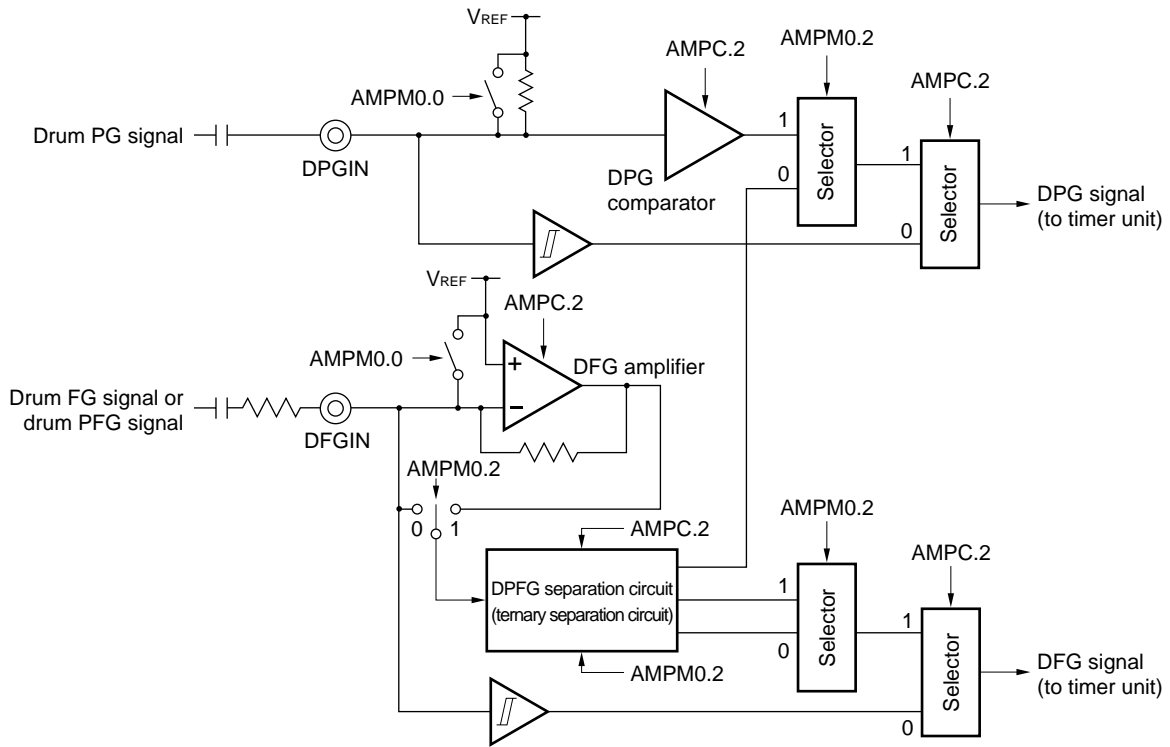 VREF
AMPC.2
AMPM0.2
AMPC.2
AMPM0.0
Drum PG signal
DPGIN
DPG
comparator
1
0
Selector
1
0
Selector
DPG signal
(to timer unit)
VREF
AMPC.2
AMPM0.0
+
−
DFG amplifier
Drum FG signal or
drum PFG signal
DFGIN
AMPM0.2
0
1
AMPC.2
DPFG separation circuit
(ternary separation circuit)
AMPM0.2
AMPM0.2
AMPC.2
1
0
Selector
1
0
Selector
DFG signal
(to timer unit)